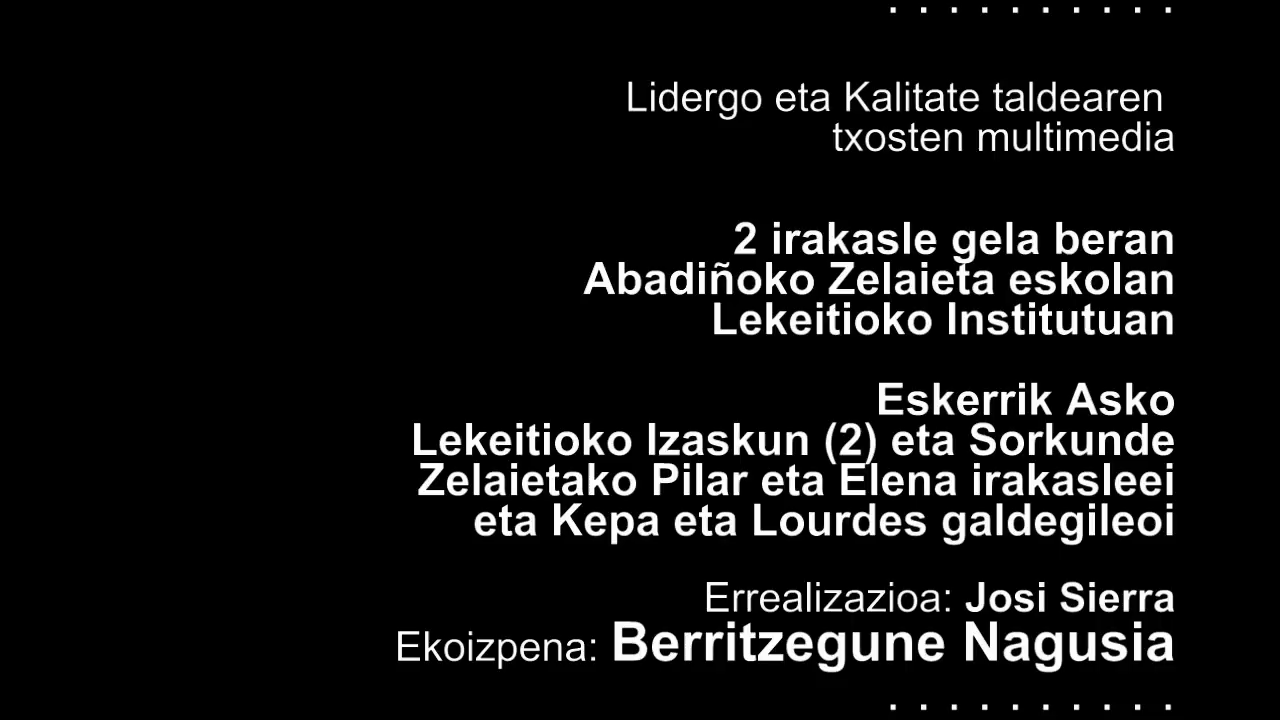 . . . . . . . . . .
Lidergo eta Kalitate taldearen
txosten multimedia
2 irakasle gela beran
Abadiñoko Zelaieta eskolan
Lekeitioko Institutuan
Eskerrik Asko
Lekeitioko Izaskun (2) eta Sorkunde
Zelaietako Pilar eta Elena irakasleei
eta Kepa eta Lourdes galdegileoi
Errealizazioa: Josi Sierra
Ekoizpena: Berritzegune Nagusia
. . . . . . . . . .